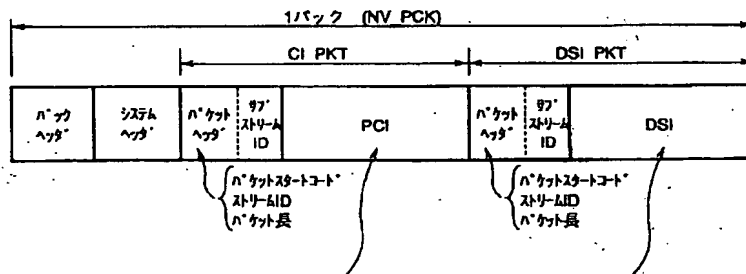 1パック (NV PCK)
CI PKT
DSI PKT
パック
ヘッダ
システム
ヘッダ
パケット
ヘッダ
サブ
ストリーム
ID
PCI
パケット
ヘッダ
サブ
ストリーム
ID
DSI
パケットスタートコード
ストリームID
パケット長
パケットスタートコード
ストリームID
パケット長